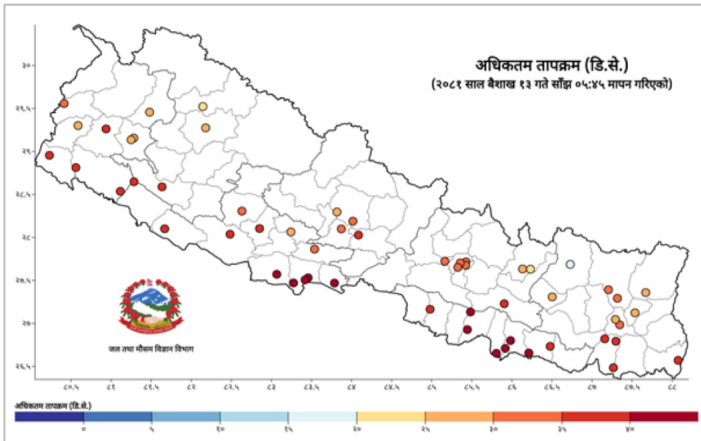 अधिकतम तापक्रम (डि.से.)
(२०८१ साल बैशाख १३ गते साँझ ०५:४५ मापन गरिएको)
३०
२९.५
२९
२८.५
२८
२७.५
२७
२६.५
जल तथा मौसम विज्ञान विभाग
८०.५ ८१ ८१.५ ८२ ८२.५ ८३ ८३.५ ८४ ८४.५ ८५ ८५.५ ८६ ८६.५ ८७ ८७.५ ८८
अधिकतम तापक्रम (डि.से.)
० ५ १० १५ २० २५ ३० ३५ ४०